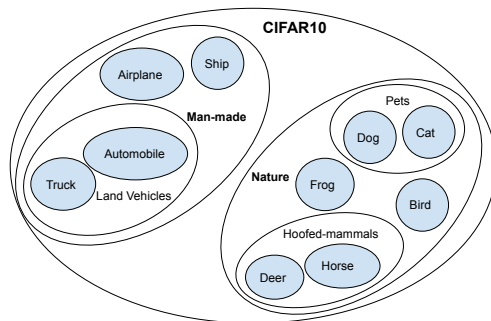 CIFAR10
Ship
Airplane
Man-made
Automobile
Truck
Land Vehicles
Pets
Dog
Cat
Nature
Frog
Bird
Hoofed-mammals
Deer
Horse